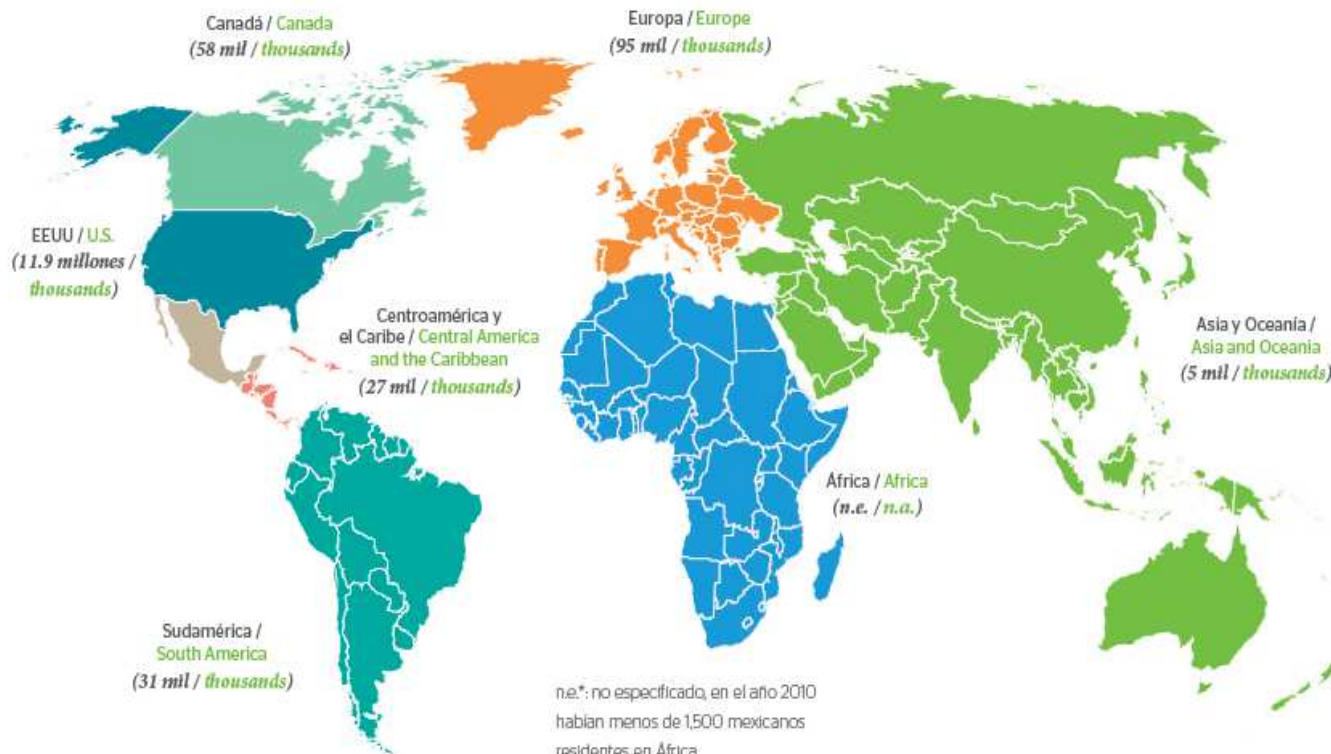 Canadá / Canada
(58 mil / thousands)
Europa / Europe
(95 mil / thousands)
EEUU / U.S.
(11.9 millones /
thousands)
Centroamérica y
el Caribe / Central America
and the Caribbean
(27 mil / thousands)
Asia y Oceanía /
Asia and Oceania
(5 mil / thousands)
África / Africa
(n.e. / n.a.)
Sudamérica /
South America
(31 mil / thousands)
n.e.*: no especificado, en el año 2010
habían menos de 1,500 mexicanos
residentes en África